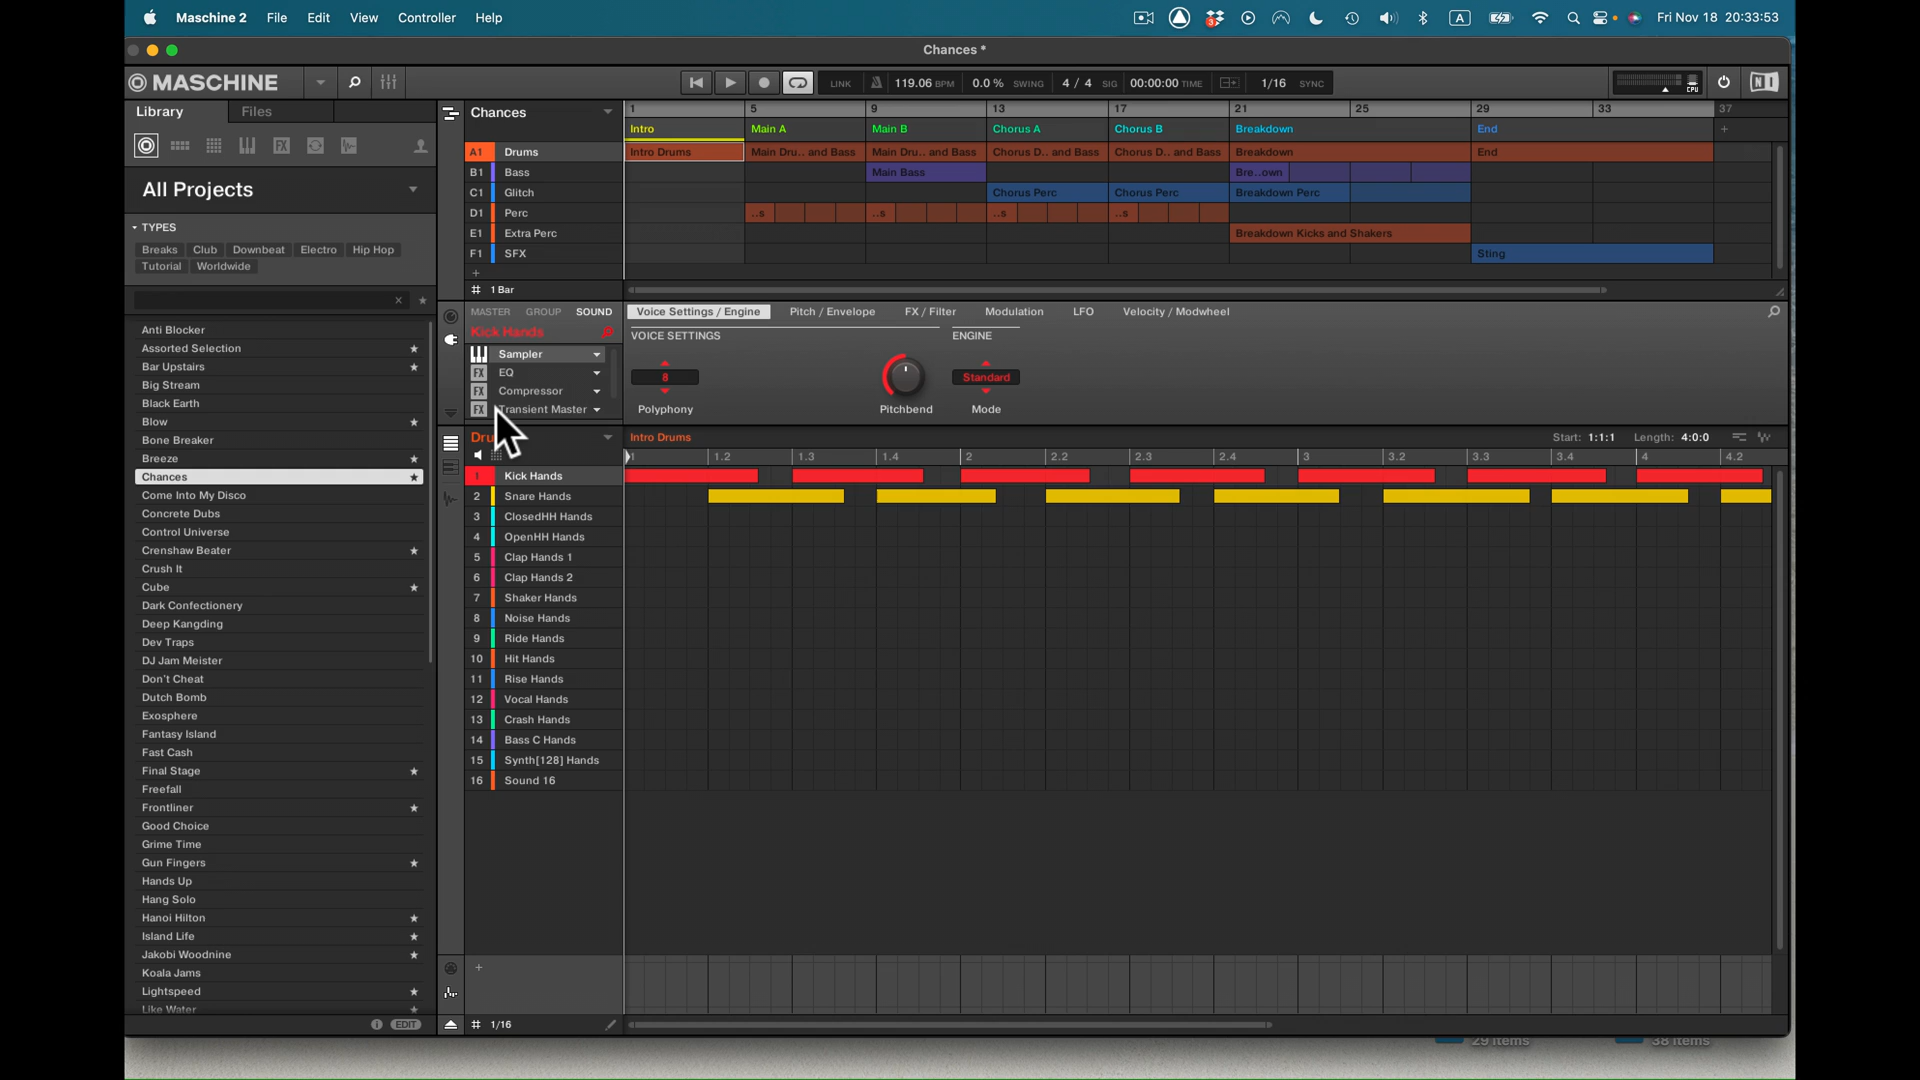 Maschine 2 File Edit View Controller Help
3 A Fri Nov 18 20:33:53
Chances *
MASCHINE
LINK 119.06 BPM 0.0 % SWING 4 / 4 SIG 00:00:00 TIME 1/16 SYNC
CPU NI
Library Files
All Projects
TYPES
Breaks Club Downbeat Electro Hip Hop
Tutorial Worldwide
Anti Blocker
Assorted Selection
Bar Upstairs
Big Stream
Black Earth
Blow
Bone Breaker
Breeze
Chances
Come Into My Disco
Concrete Dubs
Control Universe
Crenshaw Beater
Crush It
Cube
Dark Confectionery
Deep Kangding
Dev Traps
DJ Jam Meister
Don't Cheat
Dutch Bomb
Exosphere
Fantasy Island
Fast Cash
Final Stage
Freefall
Frontliner
Good Choice
Grime Time
Gun Fingers
Hands Up
Hang Solo
Hanoi Hilton
Island Life
Jakobi Woodnine
Koala Jams
Lightspeed
Like Water
EDIT
Chances
1 5 9 13 17 21 25 29 33 37
Intro Main A Main B Chorus A Chorus B Breakdown End
A1 Drums Intro Drums Main Dru.. and Bass Main Dru.. and Bass Chorus D.. and Bass Chorus D.. and Bass Breakdown End
B1 Bass Main Bass Bre..own
C1 Glitch Chorus Perc Chorus Perc Breakdown Perc
D1 Perc ..s ..s ..s ..s
E1 Extra Perc Breakdown Kicks and Shakers
F1 SFX Sting
+
1 Bar
MASTER GROUP SOUND
Kick Hands
Sampler
FX EQ
FX Compressor
FX Transient Master
Voice Settings / Engine Pitch / Envelope FX / Filter Modulation LFO Velocity / Modwheel
VOICE SETTINGS ENGINE
8 Standard
Polyphony Pitchbend Mode
Dru
Intro Drums Start: 1:1:1 Length: 4:0:0
1 1.2 1.3 1.4 2 2.2 2.3 2.4 3 3.2 3.3 3.4 4 4.2
1 Kick Hands
2 Snare Hands
3 ClosedHH Hands
4 OpenHH Hands
5 Clap Hands 1
6 Clap Hands 2
7 Shaker Hands
8 Noise Hands
9 Ride Hands
10 Hit Hands
11 Rise Hands
12 Vocal Hands
13 Crash Hands
14 Bass C Hands
15 Synth[128] Hands
16 Sound 16
+
1/16
29 items 38 items